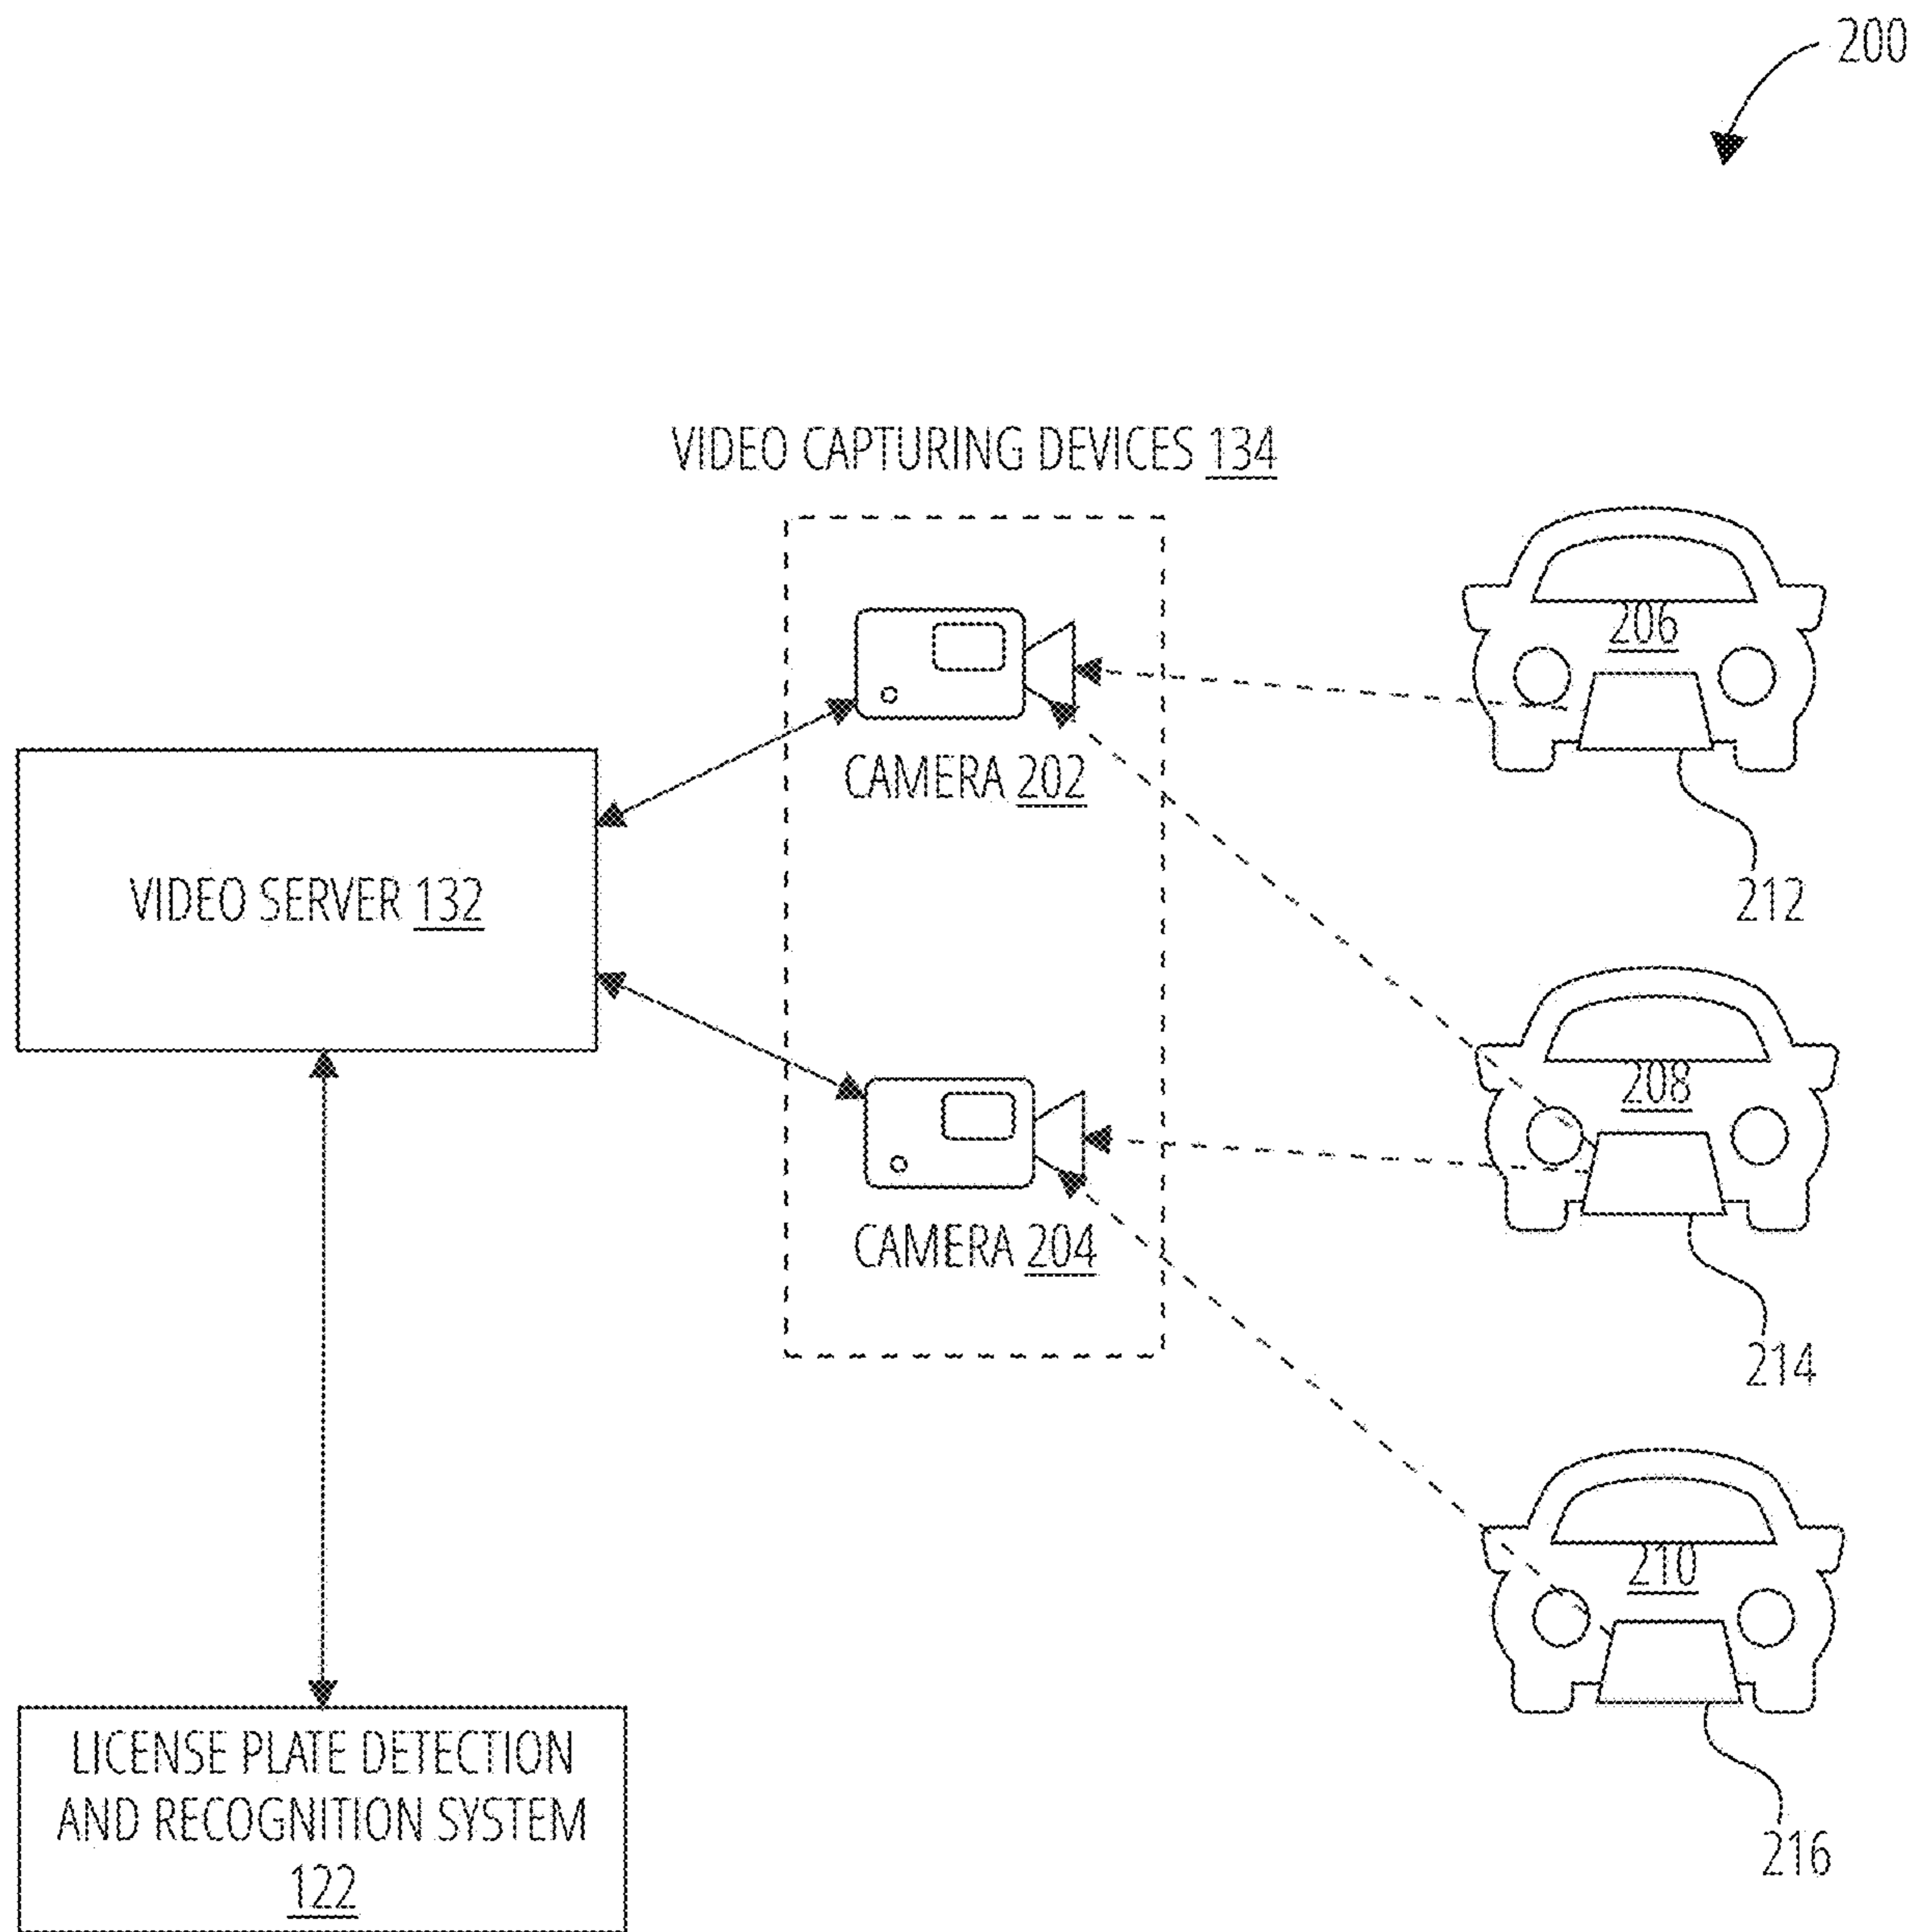 200
VIDEO CAPTURING DEVICES 134
206
CAMERA 202
212
VIDEO SERVER 132
208
CAMERA 204
214
210
LICENSE PLATE DETECTION
AND RECOGNITION SYSTEM
122
216